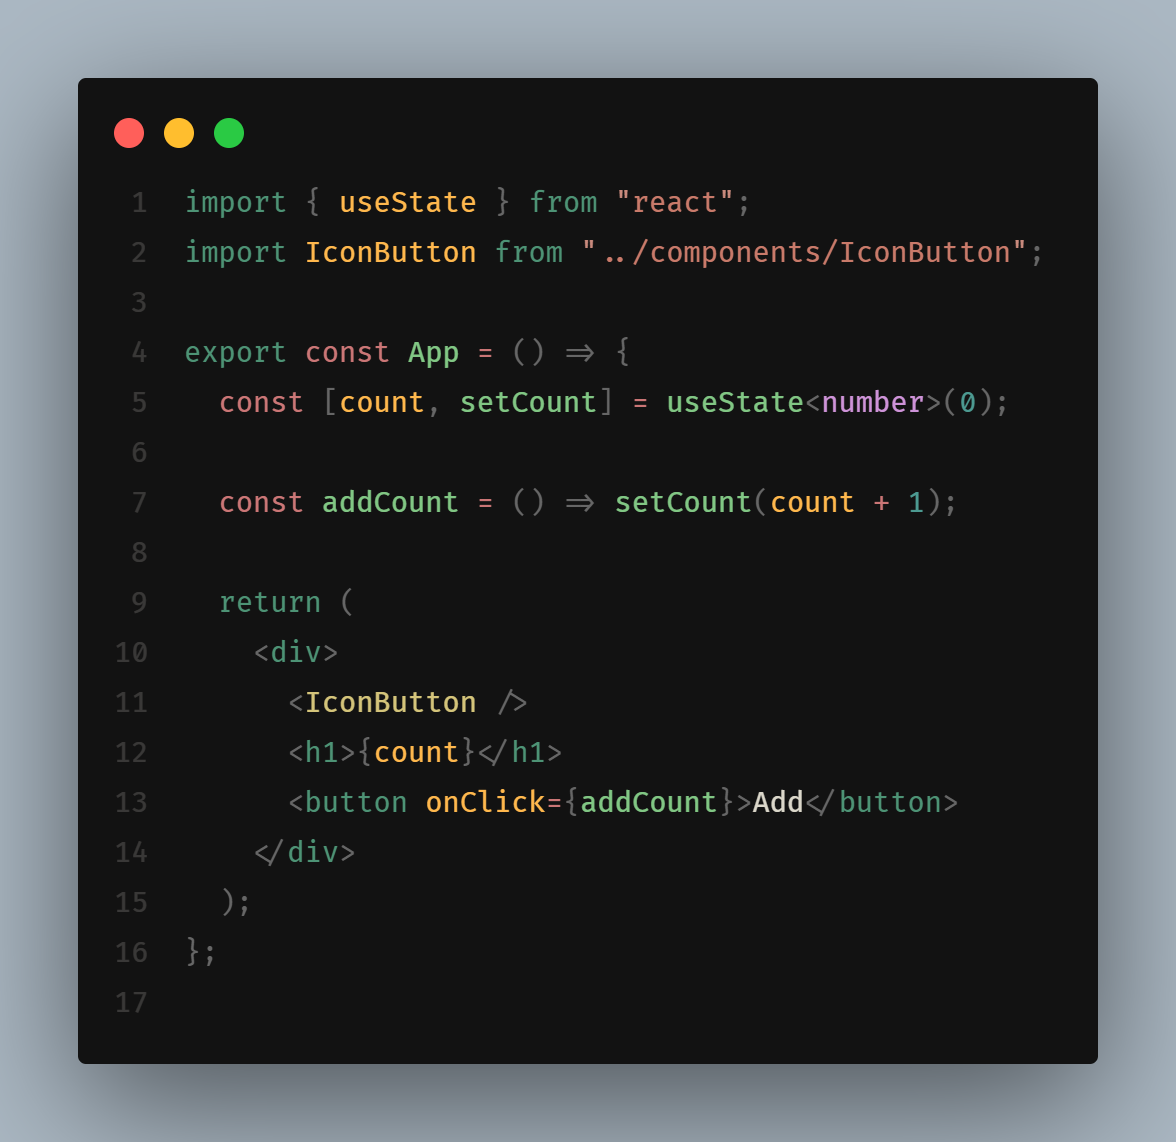 1 import { useState } from "react";
2 import IconButton from "../components/IconButton";
3
4 export const App = () => {
5   const [count, setCount] = useState<number>(0);
6
7   const addCount = () => setCount(count + 1);
8
9   return (
10     <div>
11       <IconButton />
12       <h1>{count}</h1>
13       <button onClick={addCount}>Add</button>
14     </div>
15   );
16 };
17